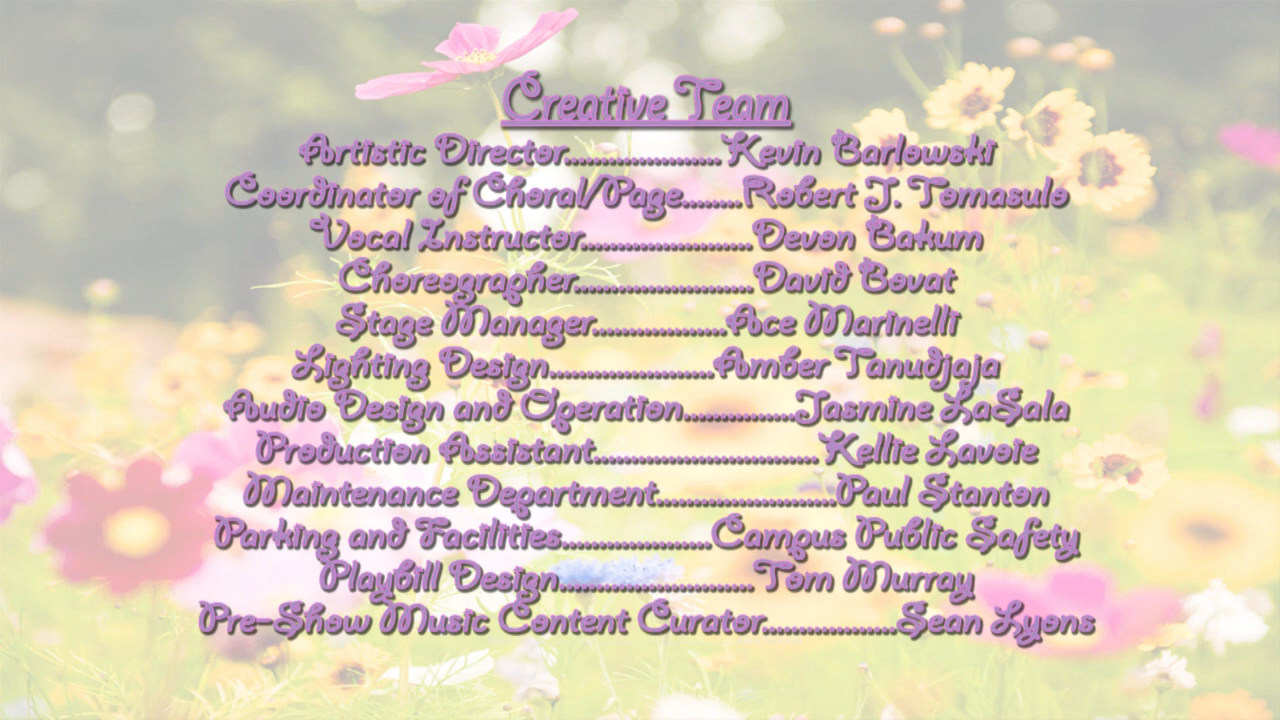 Creative Team
Artistic Director....................Kevin Barlowski
Coordinator of Choral/Page........Robert J. Tomasulo
Vocal Instructor......................Devon Bakum
Choreographer.......................David Bovat
Stage Manager.................Ace Marinelli
Lighting Design.....................Amber Tanudjaja
Audio Design and Operation..............Jasmine LaSala
Production Assistant.............................Kellie Lavoie
Maintenance Department.......................Paul Stanton
Parking and Facilities...................Campus Public Safety
Playbill Design.........................Tom Murray
Pre-Show Music Content Curator.................Sean Lyons